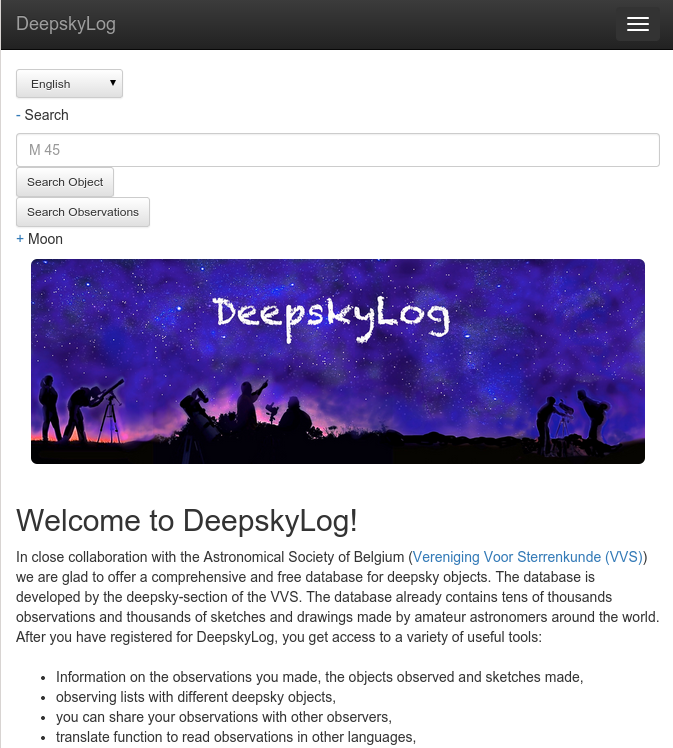 DeepskyLog
English
- Search
M 45
Search Object
Search Observations
+ Moon
DeepskyLog
Welcome to DeepskyLog!
In close collaboration with the Astronomical Society of Belgium (Vereniging Voor Sterrenkunde (VVS))
we are glad to offer a comprehensive and free database for deepsky objects. The database is
developed by the deepsky-section of the VVS. The database already contains tens of thousands
observations and thousands of sketches and drawings made by amateur astronomers around the world.
After you have registered for DeepskyLog, you get access to a variety of useful tools:
• Information on the observations you made, the objects observed and sketches made,
• observing lists with different deepsky objects,
• you can share your observations with other observers,
• translate function to read observations in other languages,